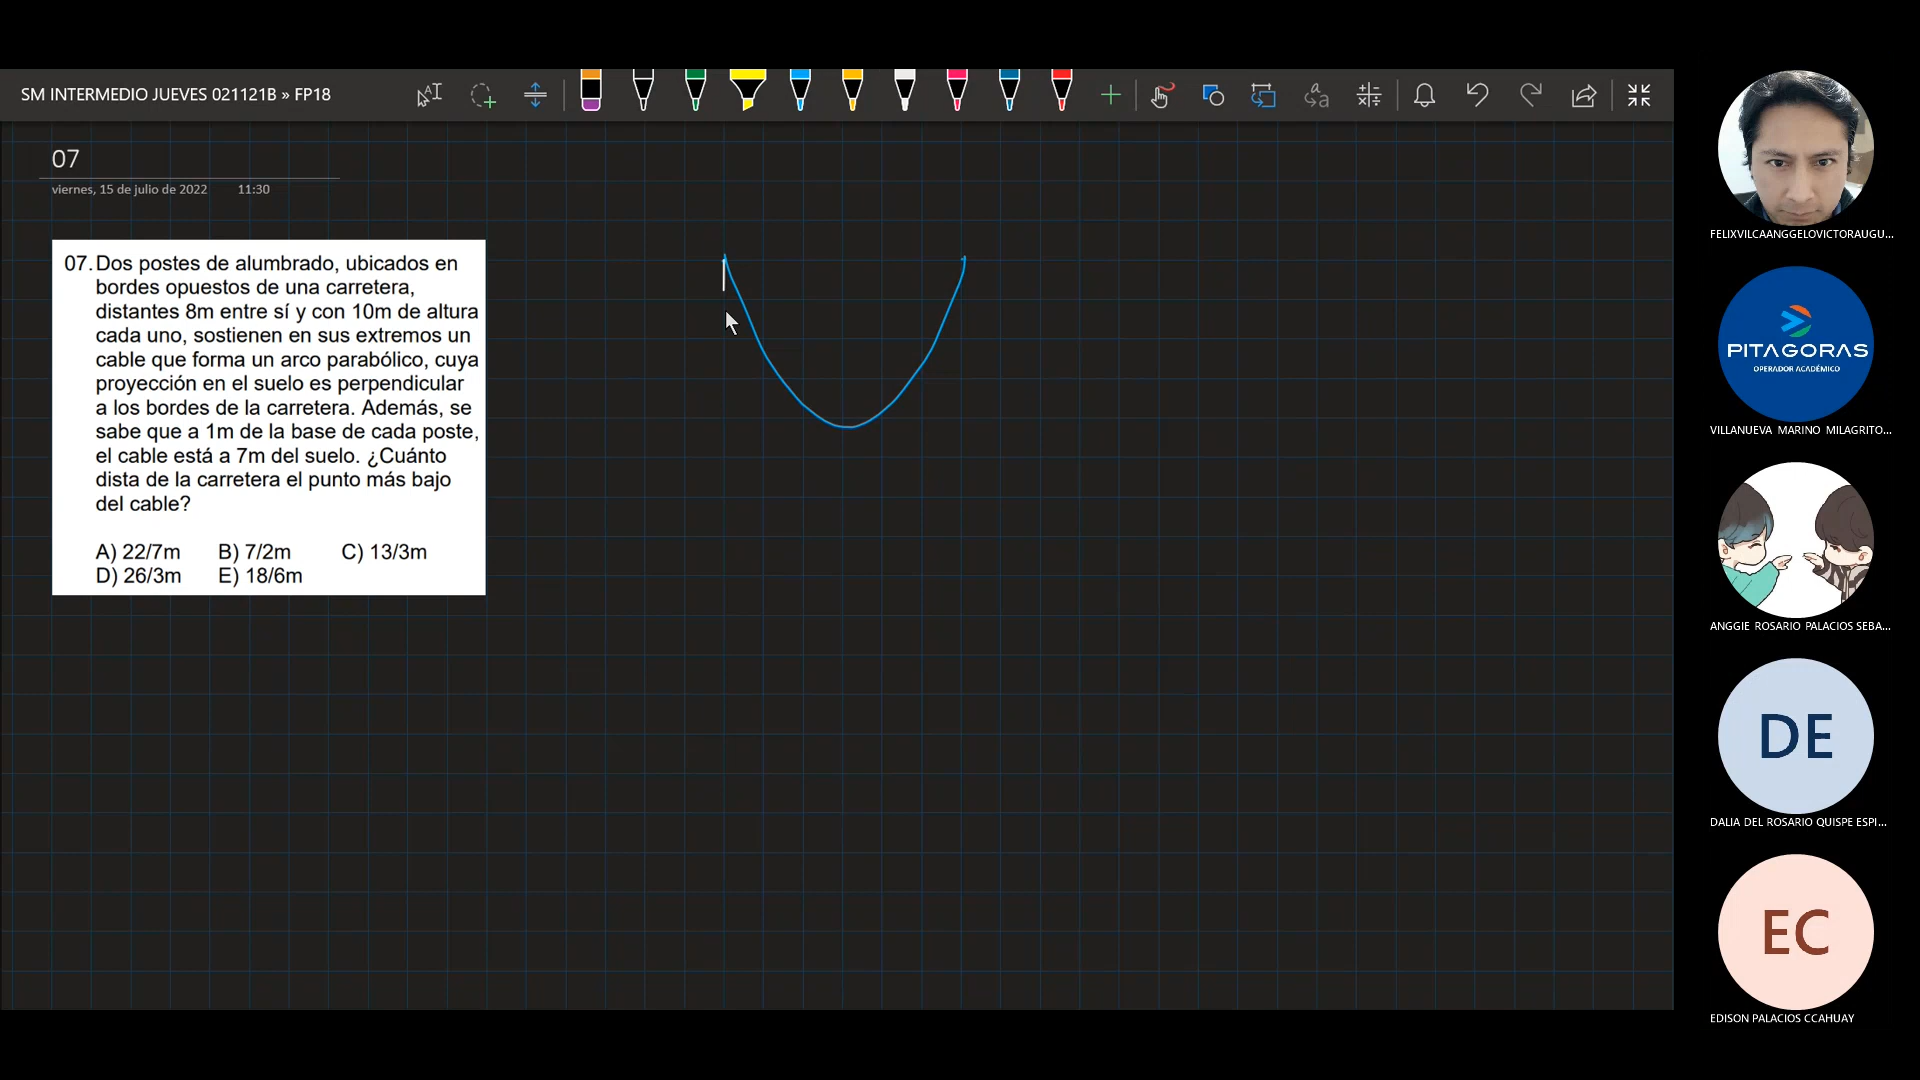 SM INTERMEDIO JUEVES 021121B » FP18
07
viernes, 15 de julio de 2022 11:30
07. Dos postes de alumbrado, ubicados en
bordes opuestos de una carretera,
distantes 8m entre sí y con 10m de altura
cada uno, sostienen en sus extremos un
cable que forma un arco parabólico, cuya
proyección en el suelo es perpendicular
a los bordes de la carretera. Además, se
sabe que a 1m de la base de cada poste,
el cable está a 7m del suelo. ¿Cuánto
dista de la carretera el punto más bajo
del cable?
A) 22/7m B) 7/2m C) 13/3m
D) 26/3m E) 18/6m
FELIXVILCAANGGELOVICTORAUGU...
PITAGORAS
OPERADOR ACADÉMICO
VILLANUEVA MARINO MILAGRITO...
ANGGIE ROSARIO PALACIOS SEBA...
DE
DALIA DEL ROSARIO QUISPE ESPI...
EC
EDISON PALACIOS CCAHUAY